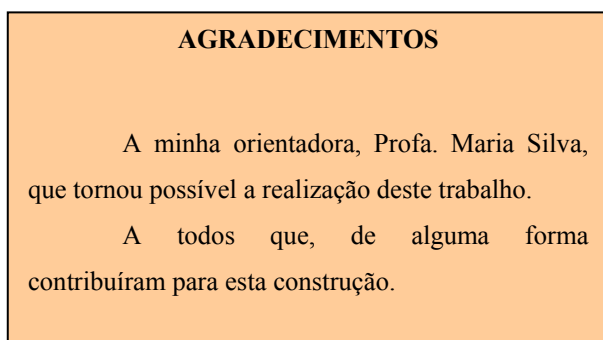 AGRADECIMENTOS
A minha orientadora, Profa. Maria Silva,
que tornou possível a realização deste trabalho.
A todos que, de alguma forma
contribuíram para esta construção.